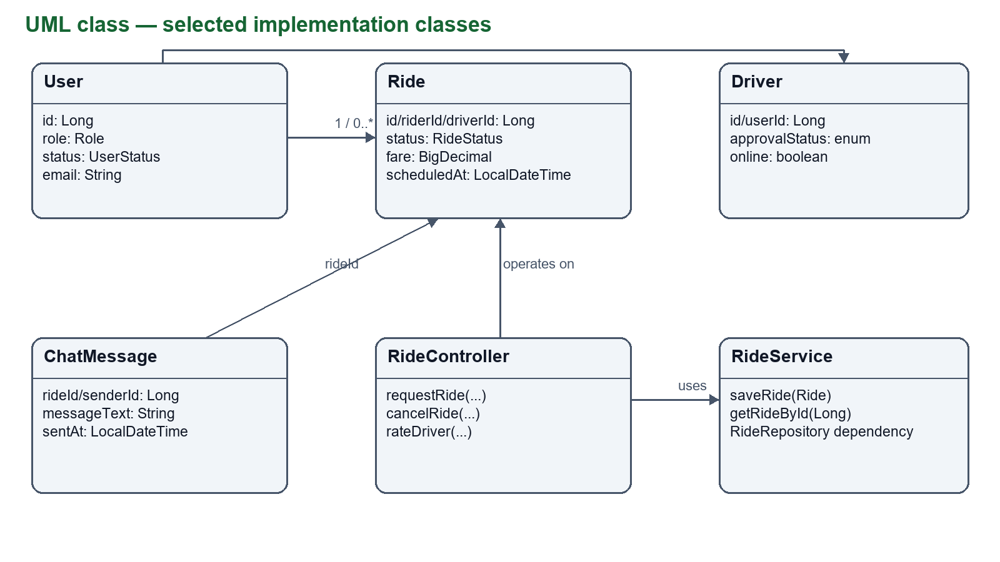 UML class — selected implementation classes
User
id: Long
role: Role
status: UserStatus
email: String
1 / 0..*
Ride
id/riderId/driverId: Long
status: RideStatus
fare: BigDecimal
scheduledAt: LocalDateTime
Driver
id/userId: Long
approvalStatus: enum
online: boolean
rideId
operates on
ChatMessage
rideId/senderId: Long
messageText: String
sentAt: LocalDateTime
RideController
requestRide(...)
cancelRide(...)
rateDriver(...)
uses
RideService
saveRide(Ride)
getRideById(Long)
RideRepository dependency